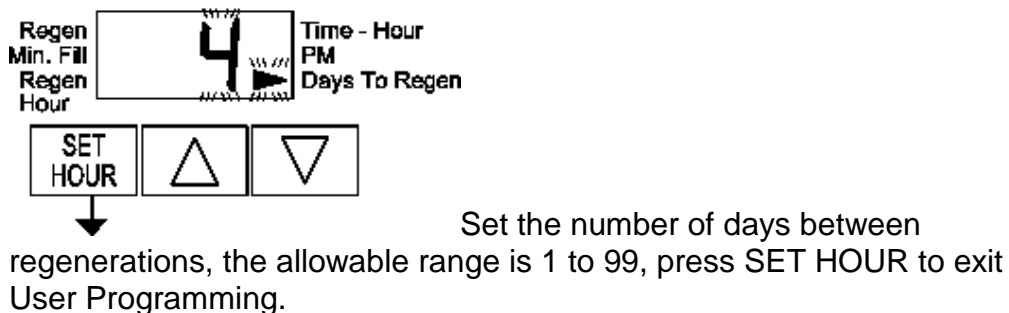 Regen
Min. Fill
Regen
Hour
4
Time - Hour
PM
Days To Regen
SET
HOUR
Set the number of days between
regenerations, the allowable range is 1 to 99, press SET HOUR to exit
User Programming.